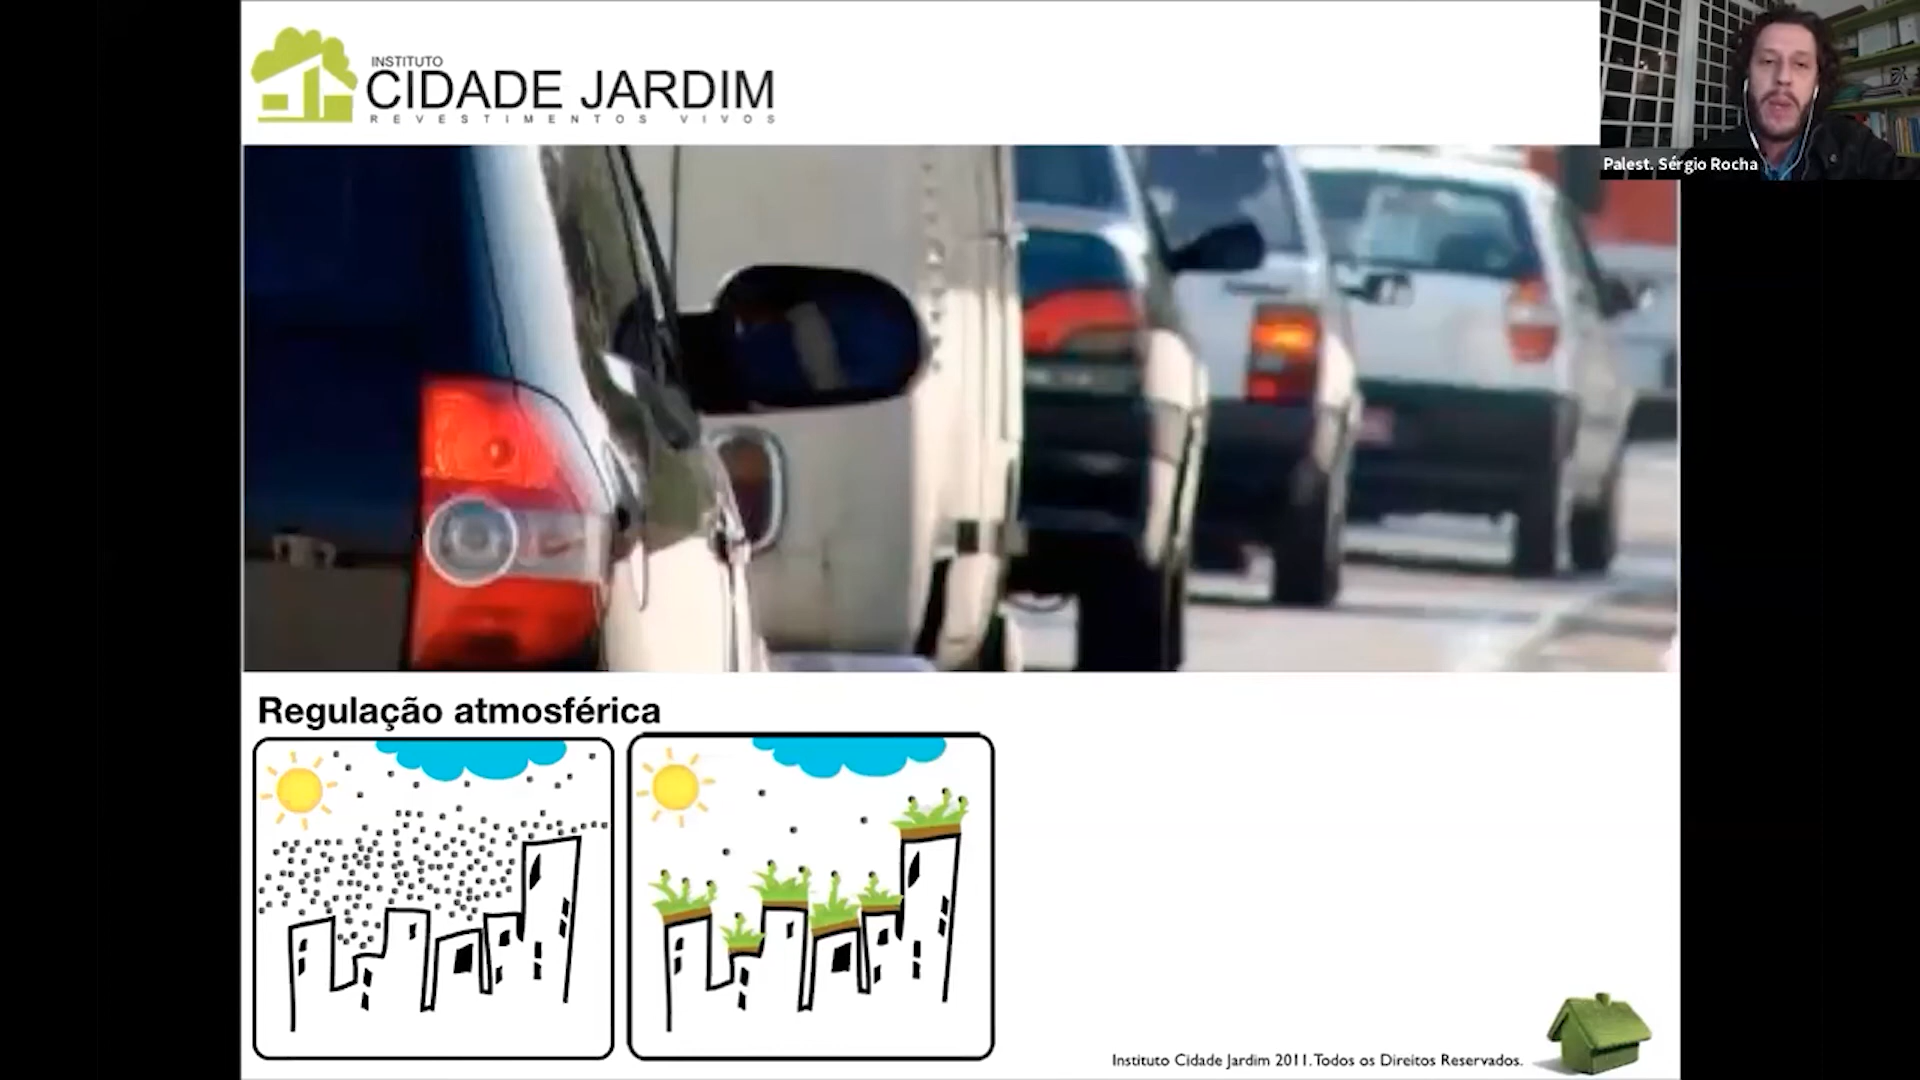 INSTITUTO
CIDADE JARDIM
REVESTIMENTOS VIVOS
Palest. Sérgio Rocha
Regulação atmosférica
Instituto Cidade Jardim 2011. Todos os Direitos Reservados.